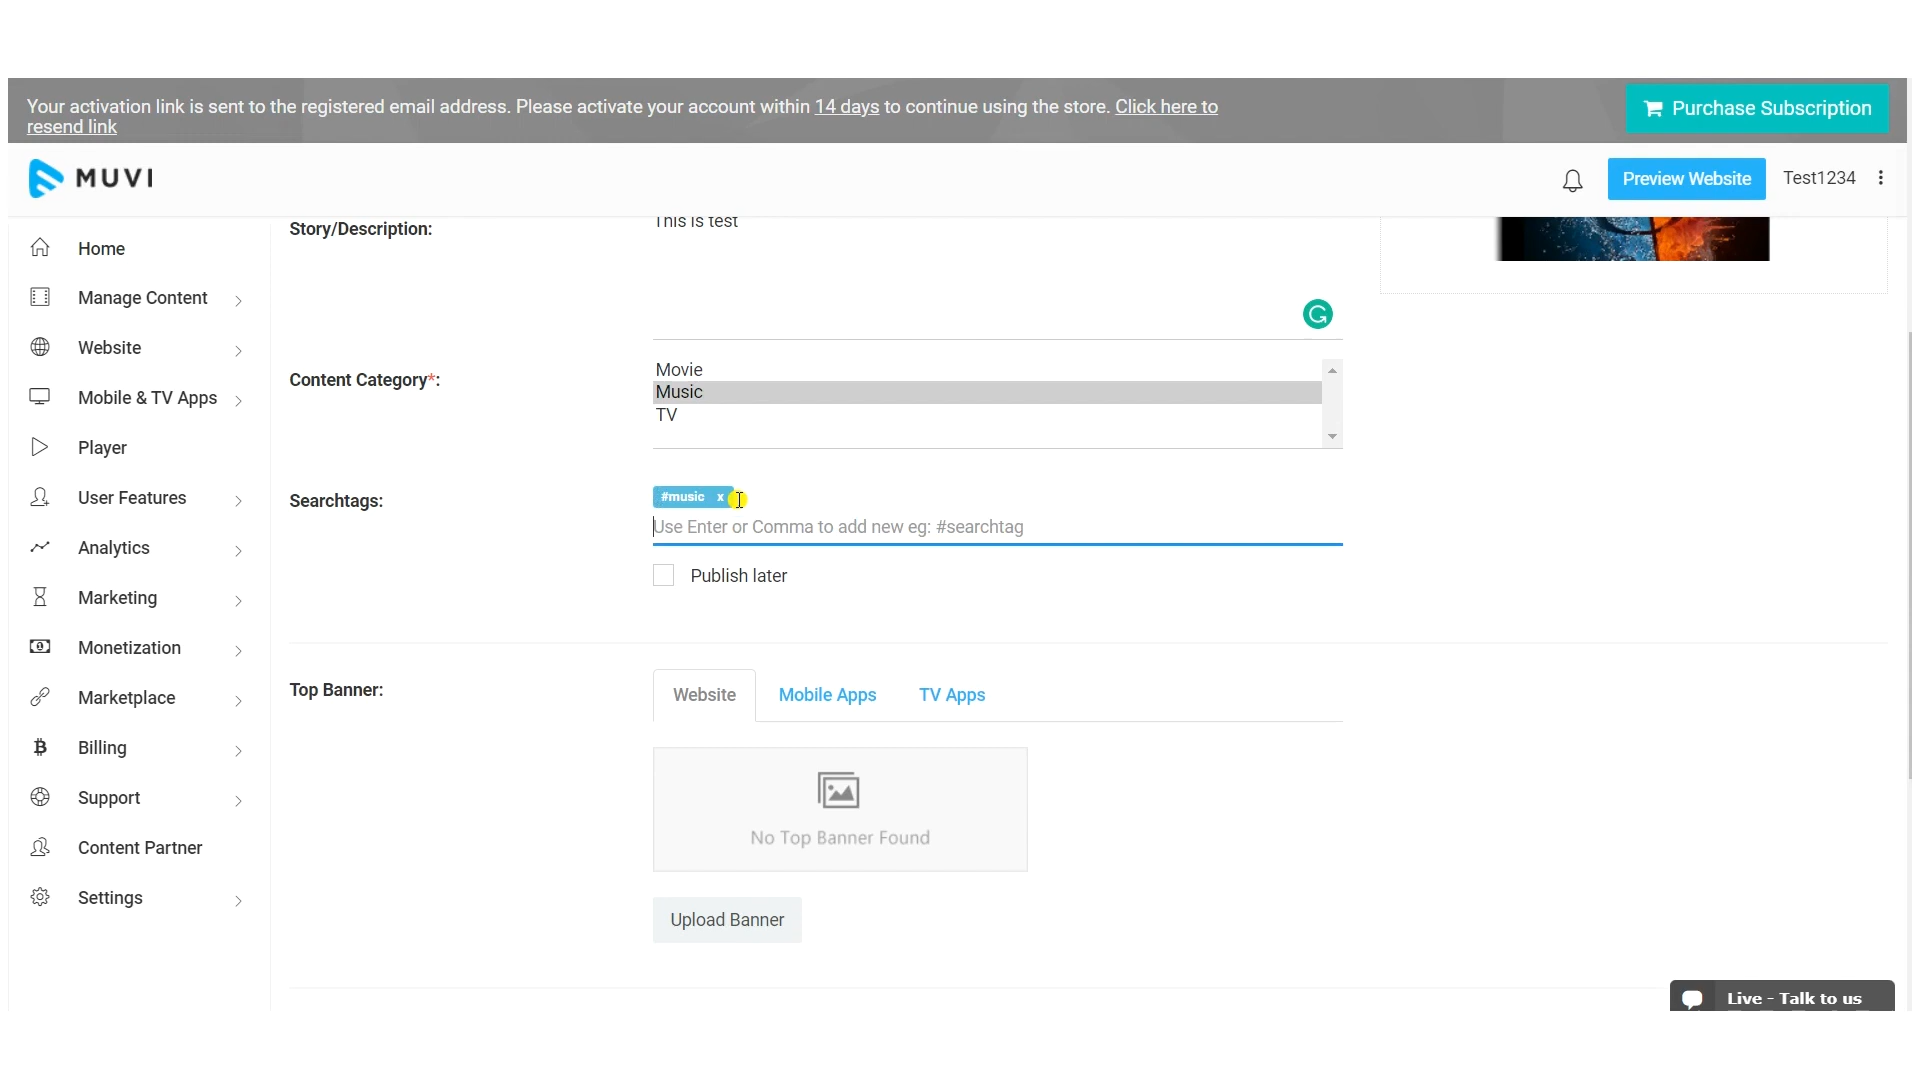 Your activation link is sent to the registered email address. Please activate your account within 14 days to continue using the store. Click here to
resend link
Purchase Subscription
MUVI
Preview Website
Test1234
Story/Description:
This is test
Home
Manage Content
Website
Mobile & TV Apps
Player
User Features
Analytics
Marketing
Monetization
Marketplace
Billing
Support
Content Partner
Settings
Content Category*:
Movie
Music
TV
Searchtags:
#music x
Use Enter or Comma to add new eg: #searchtag
Publish later
Top Banner:
Website
Mobile Apps
TV Apps
No Top Banner Found
Upload Banner
Live - Talk to us